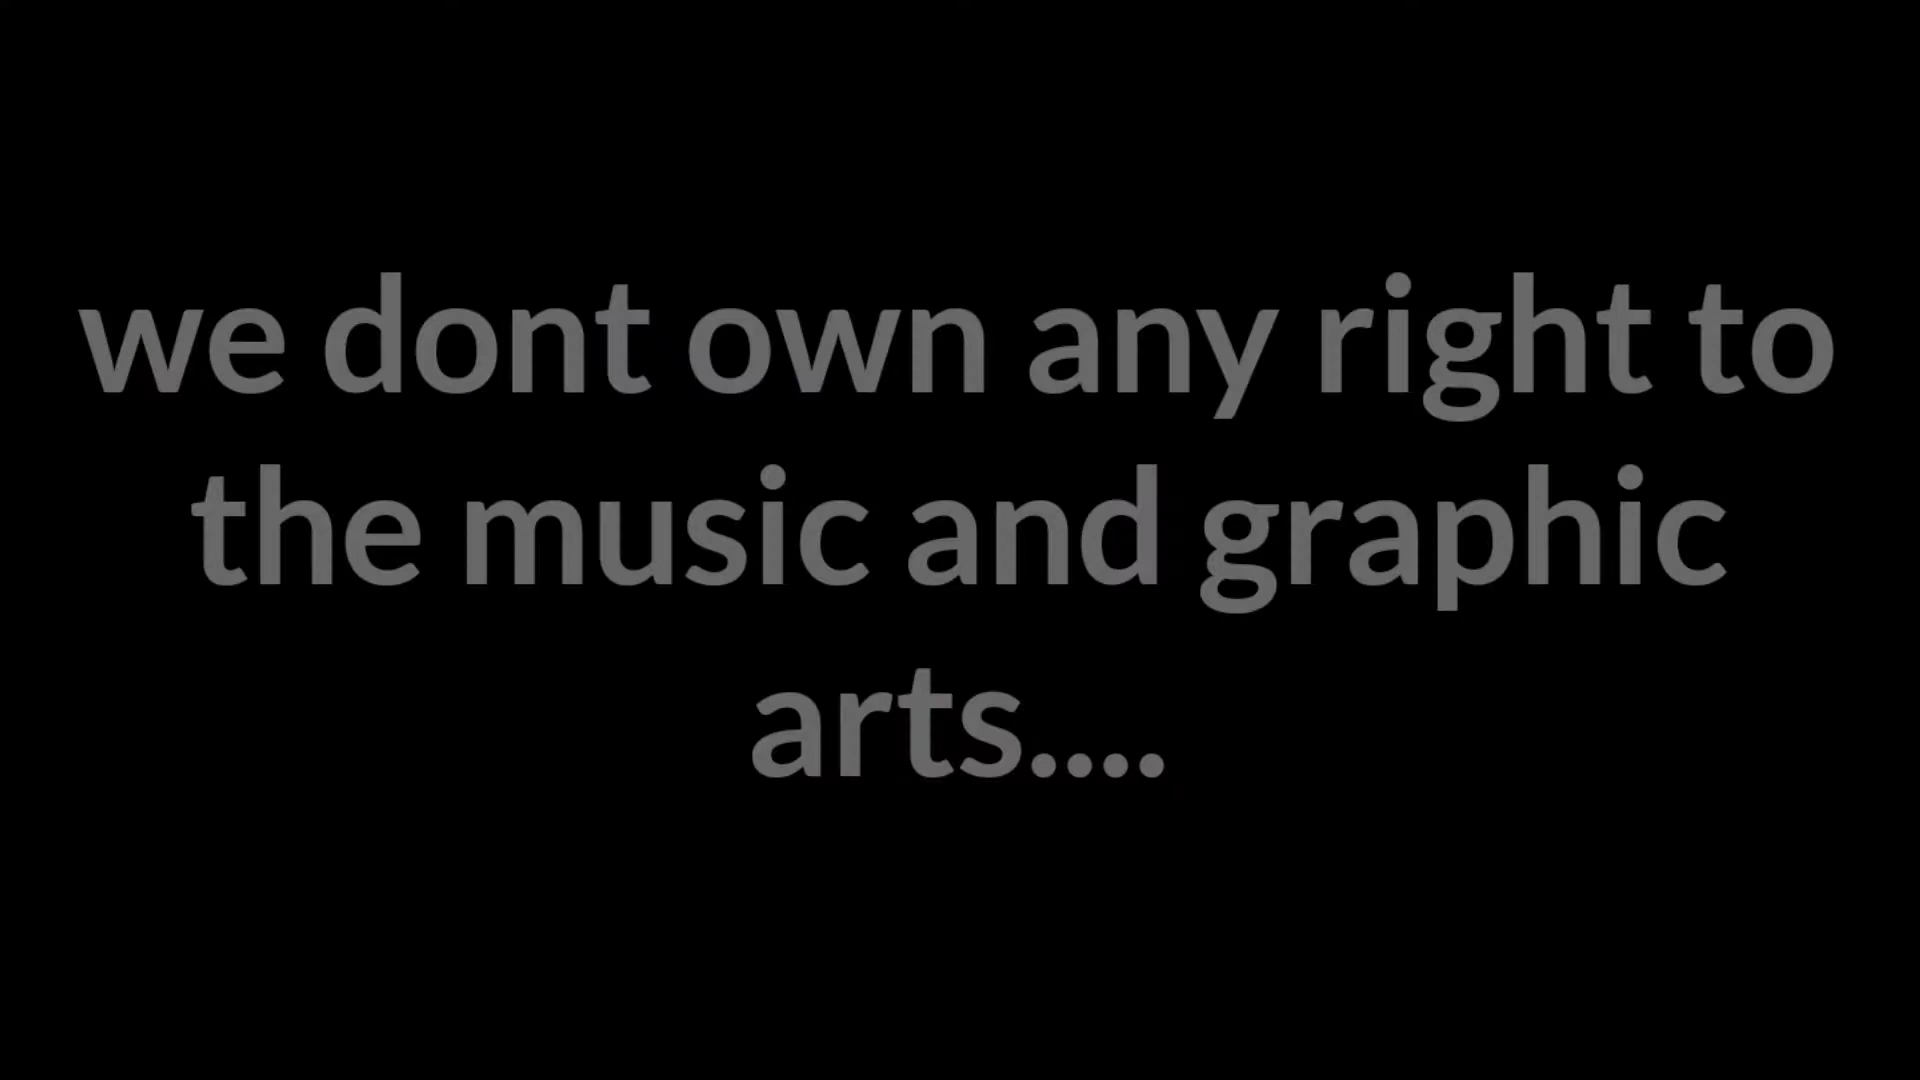 we dont own any right to
the music and graphic
arts....